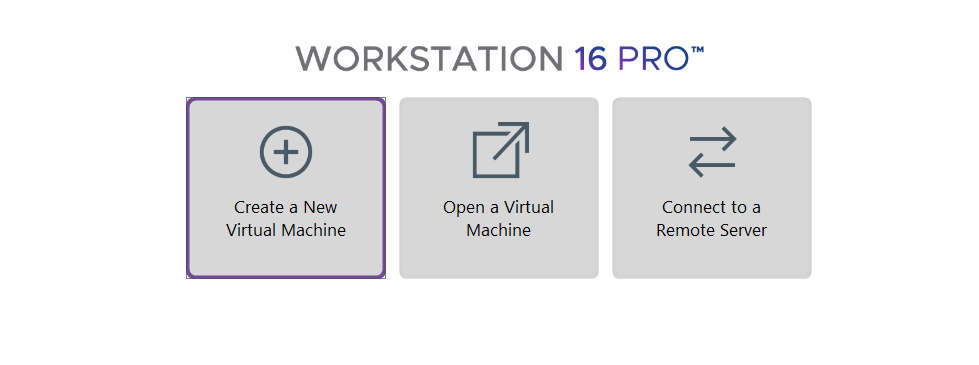 WORKSTATION 16 PRO™
Create a New
Virtual Machine
Open a Virtual
Machine
Connect to a
Remote Server